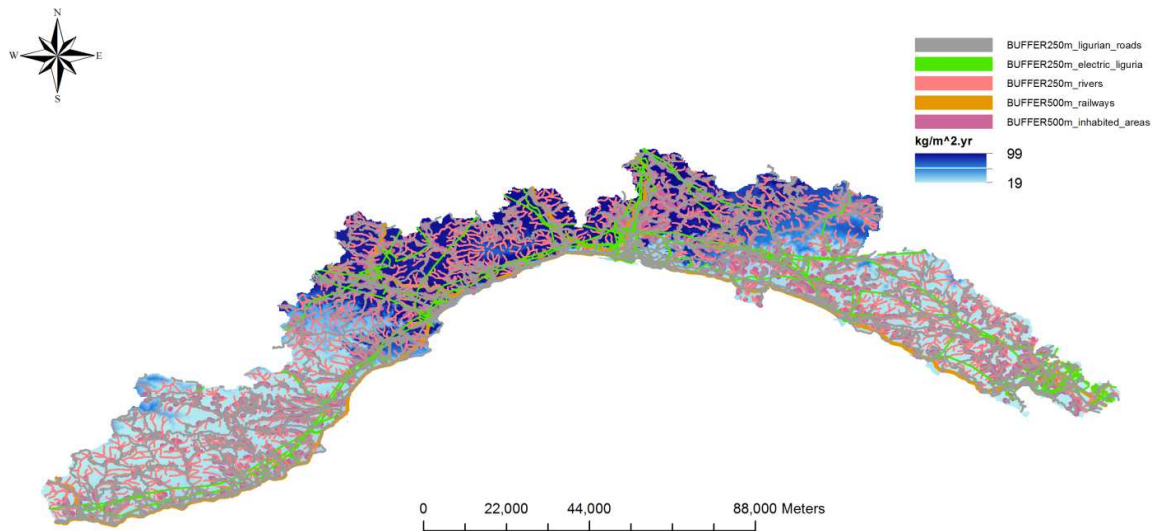 N
W E
S
BUFFER250m_ligurian_roads
BUFFER250m_electric_liguria
BUFFER250m_rivers
BUFFER500m_railways
BUFFER500m_inhabited_areas
kg/m^2.yr
99
19
0 22,000 44,000 88,000 Meters